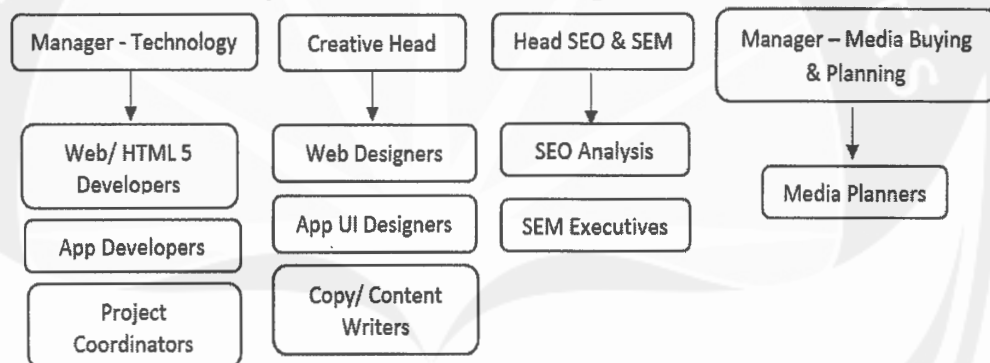 Manager - Technology
Web/ HTML 5
Developers
App Developers
Project
Coordinators
Creative Head
Web Designers
App UI Designers
Copy/ Content
Writers
Head SEO & SEM
SEO Analysis
SEM Executives
Manager – Media Buying
& Planning
Media Planners